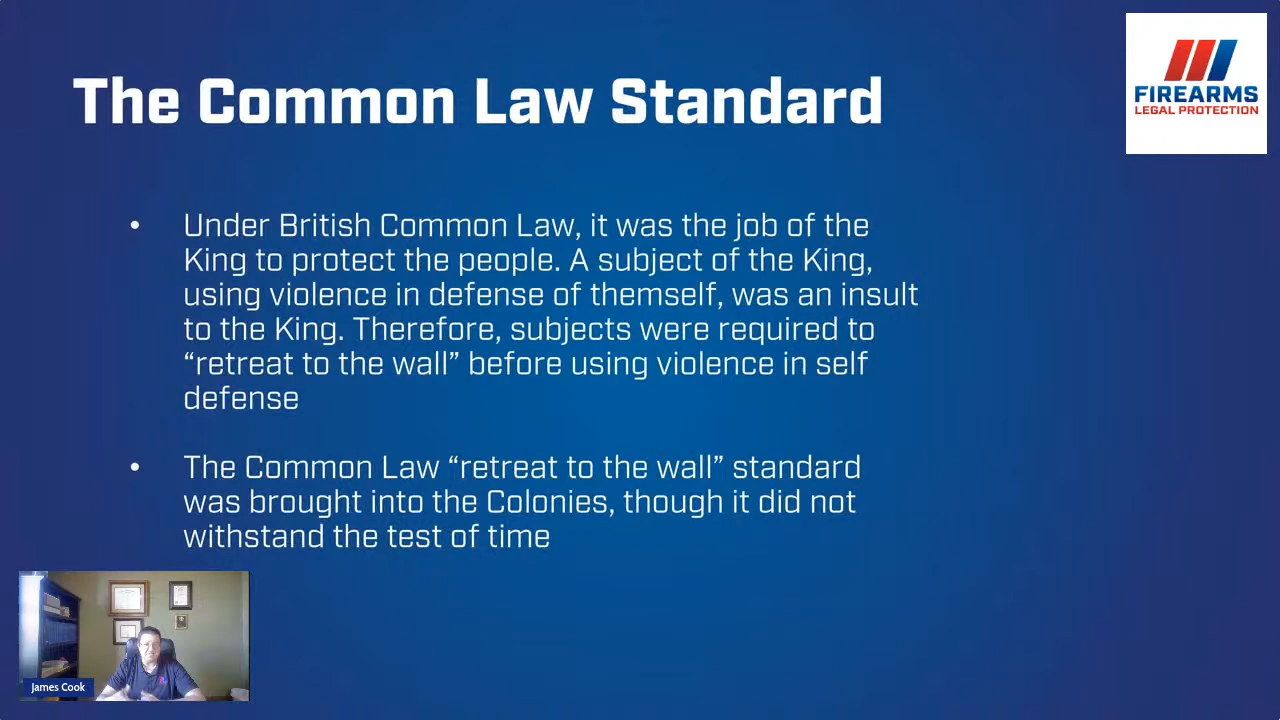 The Common Law Standard
FIREARMS
LEGAL PROTECTION
• Under British Common Law, it was the job of the
King to protect the people. A subject of the King,
using violence in defense of themself, was an insult
to the King. Therefore, subjects were required to
“retreat to the wall” before using violence in self
defense
• The Common Law “retreat to the wall” standard
was brought into the Colonies, though it did not
withstand the test of time
James Cook